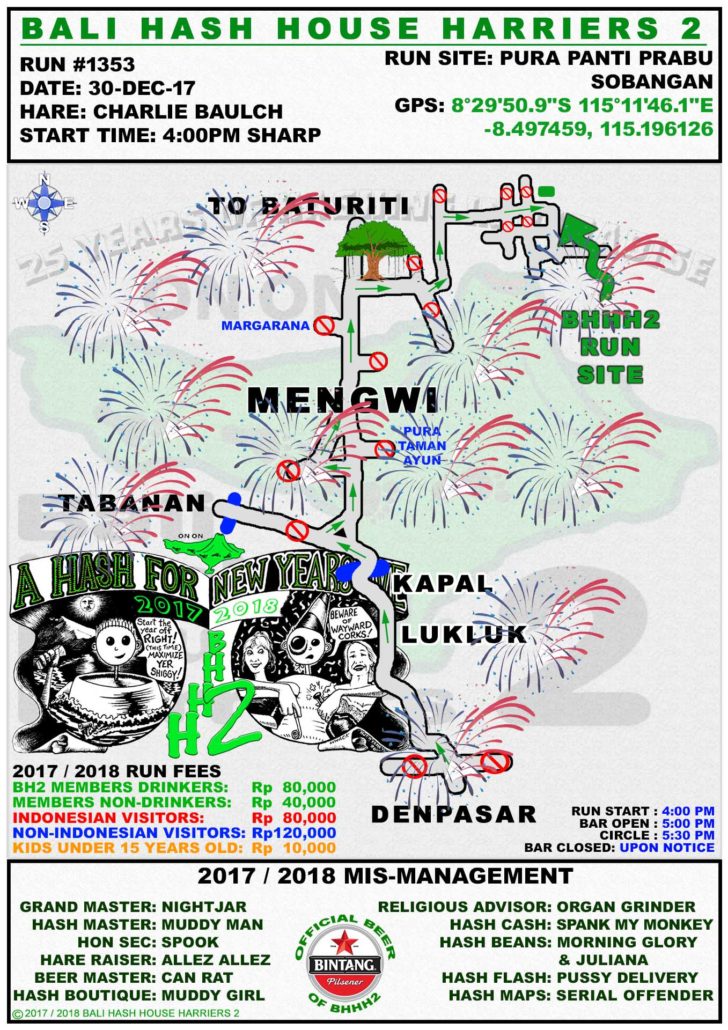 BALI HASH HOUSE HARRIERS 2
RUN #1353
DATE: 30-DEC-17
HARE: CHARLIE BAULCH
START TIME: 4:00PM SHARP
RUN SITE: PURA PANTI PRABU
SOBANGAN
GPS: 8°29'50.9"S 115°11'46.1"E
-8.497459, 115.196126
N
W E
S
TO BATURITI
MARGARANA
BHHH2
RUN
SITE
MENGWI
PURA
TAMAN
AYUN
TABANAN
ON ON
A HASH FOR NEW YEARS EVE
2017 2018
Start the
year off
RIGHT!
(THIS TIME)
MAXIMIZE
YER
SHIGGY!
BEWARE
OF
WAYWARD
CORKS!
BHHH2
KAPAL
LUKLUK
DENPASAR
2017 / 2018 RUN FEES
BH2 MEMBERS DRINKERS: Rp 80,000
MEMBERS NON-DRINKERS: Rp 40,000
INDONESIAN VISITORS: Rp 80,000
NON-INDONESIAN VISITORS: Rp120,000
KIDS UNDER 15 YEARS OLD: Rp 10,000
RUN START : 4:00 PM
BAR OPEN : 5:00 PM
CIRCLE : 5:30 PM
BAR CLOSED: UPON NOTICE
2017 / 2018 MIS-MANAGEMENT
GRAND MASTER: NIGHTJAR
HASH MASTER: MUDDY MAN
HON SEC: SPOOK
HARE RAISER: ALLEZ ALLEZ
BEER MASTER: CAN RAT
HASH BOUTIQUE: MUDDY GIRL
OFFICIAL BEER
BINTANG
Pilsener
OF BHHH2
RELIGIOUS ADVISOR: ORGAN GRINDER
HASH CASH: SPANK MY MONKEY
HASH BEANS: MORNING GLORY
& JULIANA
HASH FLASH: PUSSY DELIVERY
HASH MAPS: SERIAL OFFENDER
© 2017 / 2018 BALI HASH HOUSE HARRIERS 2